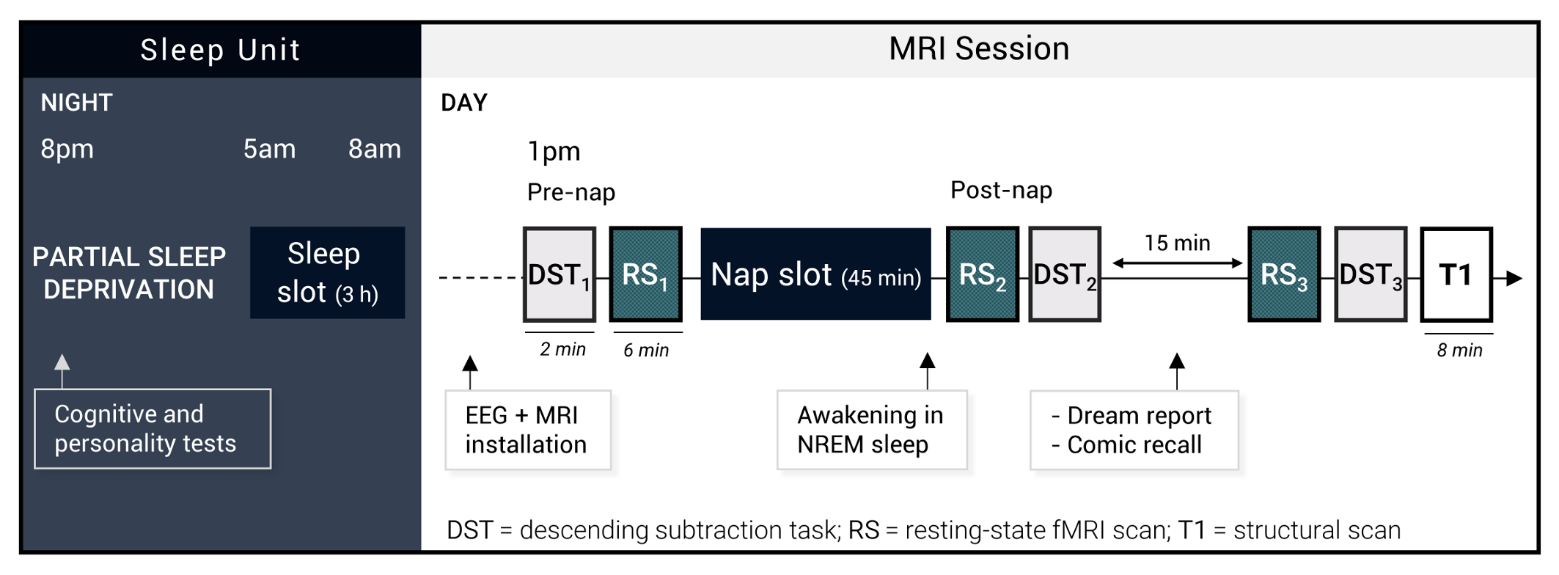 Sleep Unit
MRI Session
NIGHT
DAY
8pm 5am 8am
1pm
Pre-nap
Post-nap
PARTIAL SLEEP
DEPRIVATION
Sleep
slot (3 h)
DST₁
RS₁
Nap slot (45 min)
RS₂
DST₂
15 min
RS₃
DST₃
T1
2 min
6 min
8 min
Cognitive and
personality tests
EEG + MRI
installation
Awakening in
NREM sleep
- Dream report
- Comic recall
DST = descending subtraction task; RS = resting-state fMRI scan; T1 = structural scan